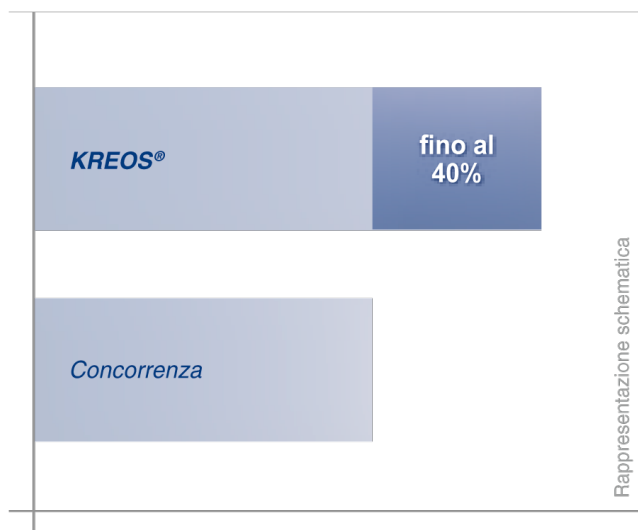 KREOS®
fino al
40%
Concorrenza
Rappresentazione schematica